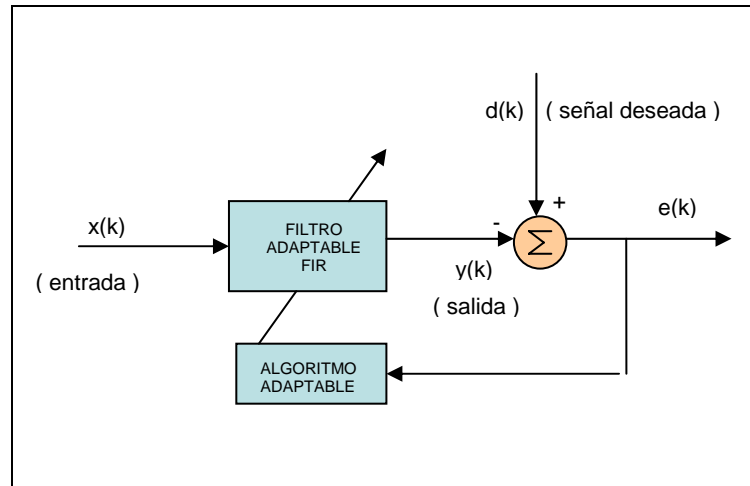 d(k) ( señal deseada )
+
x(k)
( entrada )
FILTRO
ADAPTABLE
FIR
-
Σ
e(k)
y(k)
( salida )
ALGORITMO
ADAPTABLE